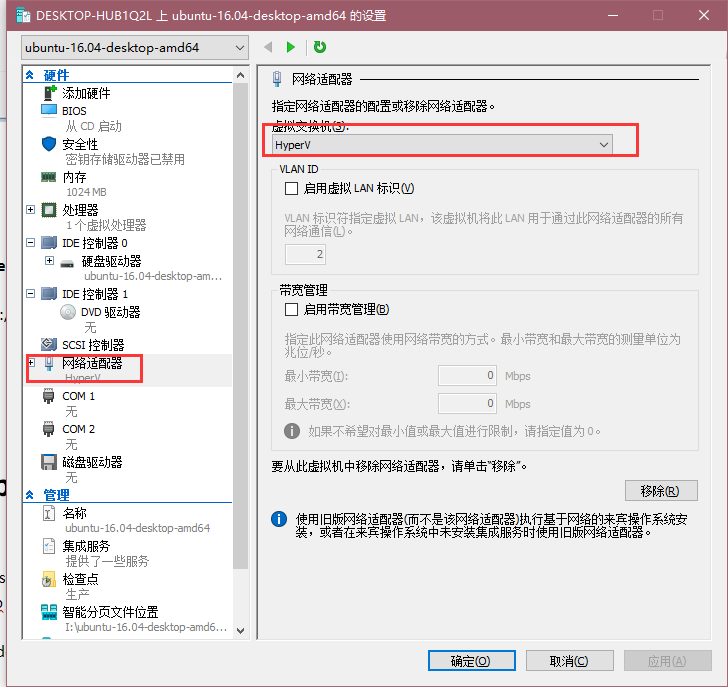 DESKTOP-HUB1Q2L 上 ubuntu-16.04-desktop-amd64 的设置
ubuntu-16.04-desktop-amd64
硬件
添加硬件
BIOS
从 CD 启动
安全性
密钥存储驱动器已禁用
内存
1024 MB
处理器
1 个虚拟处理器
IDE 控制器 0
硬盘驱动器
ubuntu-16.04-desktop-am...
IDE 控制器 1
DVD 驱动器
无
SCSI 控制器
网络适配器
HyperV
COM 1
无
COM 2
无
磁盘驱动器
无
管理
名称
ubuntu-16.04-desktop-amd64
集成服务
提供了一些服务
检查点
生产
智能分页文件位置
I:\ubuntu-16.04-desktop-amd6...
网络适配器
指定网络适配器的配置或移除网络适配器。
虚拟交换机(S):
HyperV
VLAN ID
启用虚拟 LAN 标识(V)
VLAN 标识符指定虚拟 LAN，该虚拟机将此 LAN 用于通过此网络适配器的所有
网络通信(L)。
2
带宽管理
启用带宽管理(B)
指定此网络适配器使用网络带宽的方式。最小带宽和最大带宽的测量单位为
兆位/秒。
最小带宽(I): 0 Mbps
最大带宽(X): 0 Mbps
如果不希望对最小值或最大值进行限制，请指定值为 0。
要从此虚拟机中移除网络适配器，请单击"移除"。
移除(R)
使用旧版网络适配器(而不是该网络适配器)执行基于网络的来宾操作系统安
装，或者在来宾操作系统中未安装集成服务时使用旧版网络适配器。
确定(O) 取消(C) 应用(A)